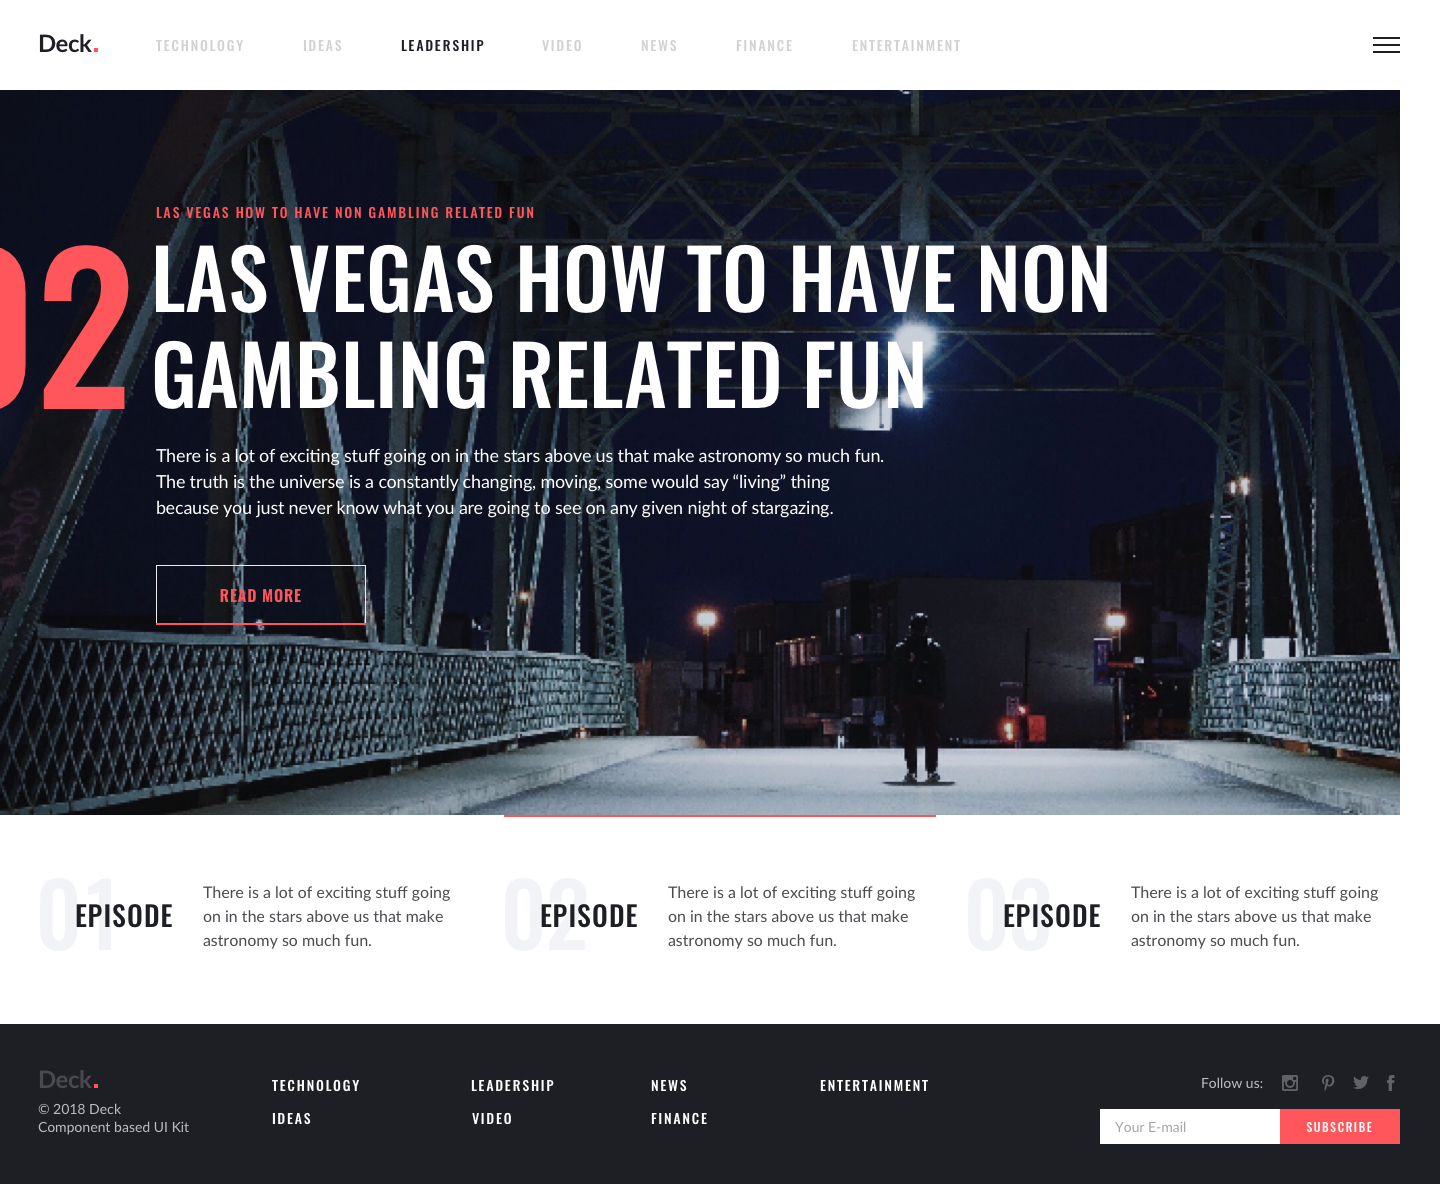 Deck.
TECHNOLOGY IDEAS LEADERSHIP VIDEO NEWS FINANCE ENTERTAINMENT
LAS VEGAS HOW TO HAVE NON GAMBLING RELATED FUN
02
LAS VEGAS HOW TO HAVE NON
GAMBLING RELATED FUN
There is a lot of exciting stuff going on in the stars above us that make astronomy so much fun.
The truth is the universe is a constantly changing, moving, some would say “living” thing
because you just never know what you are going to see on any given night of stargazing.
READ MORE
01
EPISODE
There is a lot of exciting stuff going
on in the stars above us that make
astronomy so much fun.
02
EPISODE
There is a lot of exciting stuff going
on in the stars above us that make
astronomy so much fun.
03
EPISODE
There is a lot of exciting stuff going
on in the stars above us that make
astronomy so much fun.
Deck.
© 2018 Deck
Component based UI Kit
TECHNOLOGY LEADERSHIP NEWS ENTERTAINMENT
IDEAS VIDEO FINANCE
Follow us:
Your E-mail SUBSCRIBE